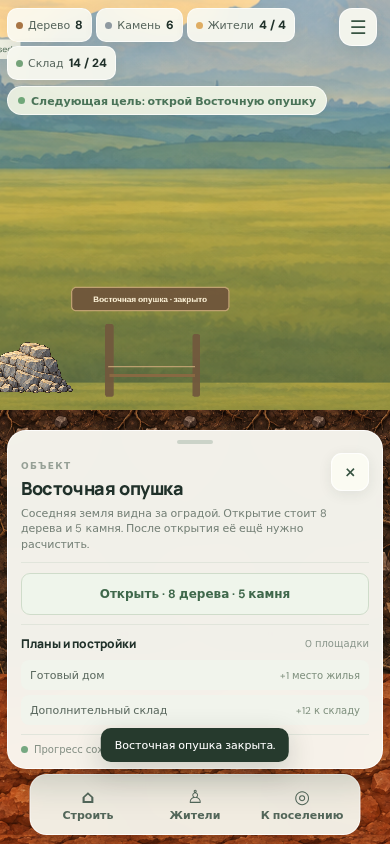 Дерево 8
Камень 6
Жители 4 / 4
Склад 14 / 24
Следующая цель: открой Восточную опушку
Восточная опушка · закрыто
ОБЪЕКТ
Восточная опушка
Соседняя земля видна за оградой. Открытие стоит 8
дерева и 5 камня. После открытия её ещё нужно
расчистить.
Открыть · 8 дерева · 5 камня
Планы и постройки
0 площадки
Готовый дом
+1 место жилья
Дополнительный склад
+12 к складу
Прогресс
Восточная опушка закрыта.
Строить
Жители
К поселению